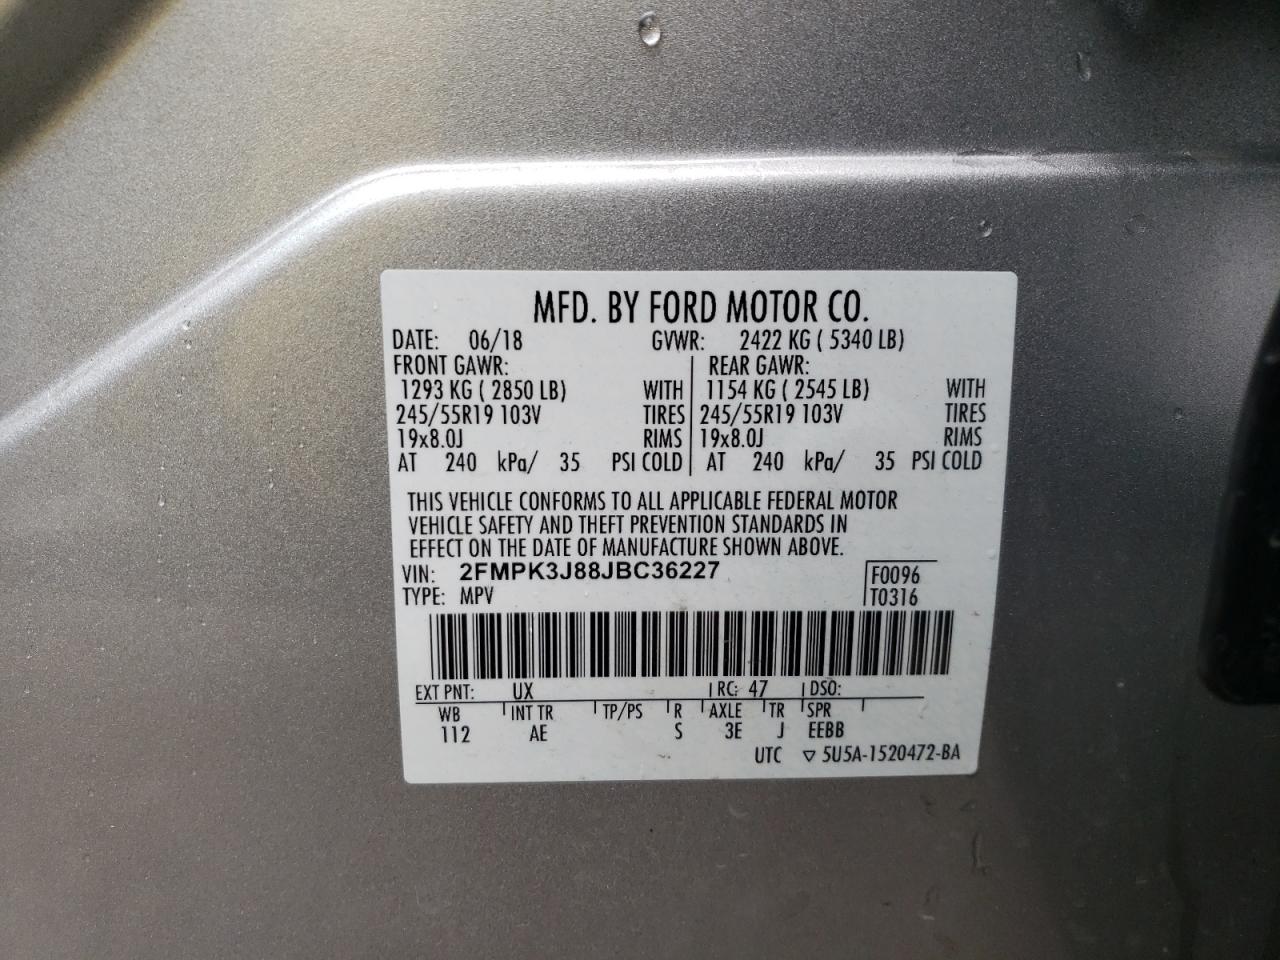 MFD. BY FORD MOTOR CO.
DATE: 06/18 GVWR: 2422 KG ( 5340 LB)
FRONT GAWR: REAR GAWR:
1293 KG ( 2850 LB) WITH 1154 KG ( 2545 LB) WITH
245/55R19 103V TIRES 245/55R19 103V TIRES
19x8.0J RIMS 19x8.0J RIMS
AT 240 kPa/ 35 PSI COLD AT 240 kPa/ 35 PSI COLD
THIS VEHICLE CONFORMS TO ALL APPLICABLE FEDERAL MOTOR
VEHICLE SAFETY AND THEFT PREVENTION STANDARDS IN
EFFECT ON THE DATE OF MANUFACTURE SHOWN ABOVE.
VIN: 2FMPK3J88JBC36227 F0096
TYPE: MPV T0316
EXT PNT: UX RC: 47 DSO:
WB INT TR TP/PS R AXLE TR SPR
112 AE S 3E J EEBB
UTC ▽ 5U5A-1520472-BA